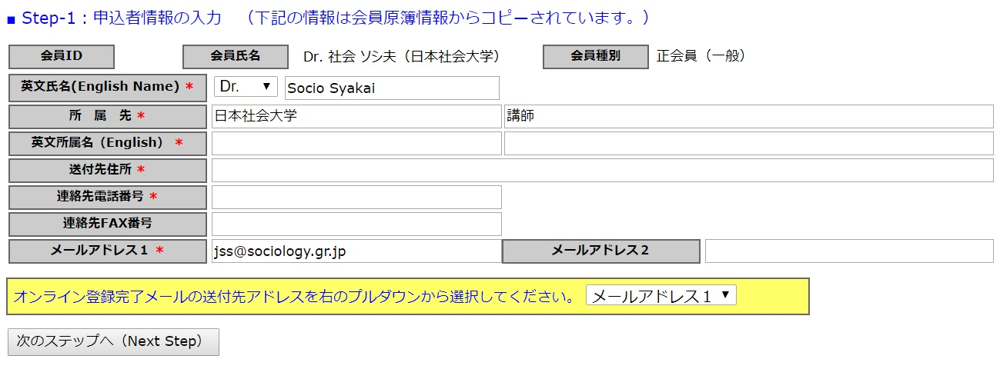 ■ Step-1：申込者情報の入力　（下記の情報は会員原簿情報からコピーされています。）
会員ID 会員氏名 Dr. 社会 ソシ夫（日本社会大学） 会員種別 正会員（一般）
英文氏名(English Name) * Dr. ▼ Socio Syakai
所　属　先 * 日本社会大学 講師
英文所属名（English） *
送付先住所 *
連絡先電話番号 *
連絡先FAX番号
メールアドレス１ * jss@sociology.gr.jp メールアドレス２
オンライン登録完了メールの送付先アドレスを右のプルダウンから選択してください。 メールアドレス１ ▼
次のステップへ（Next Step）